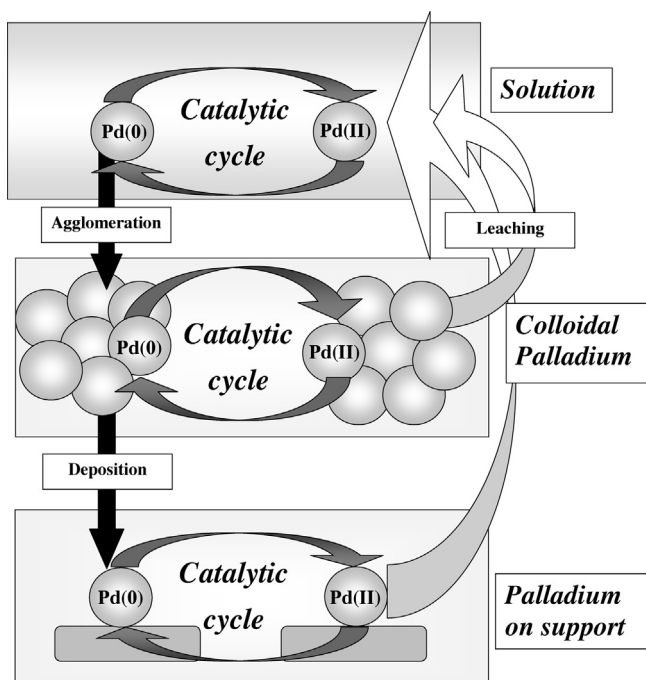 Solution
Catalytic
cycle
Pd(0)
Pd(II)
Agglomeration
Leaching
Catalytic
cycle
Pd(0)
Pd(II)
Colloidal
Palladium
Deposition
Catalytic
cycle
Pd(0)
Pd(II)
Palladium
on support